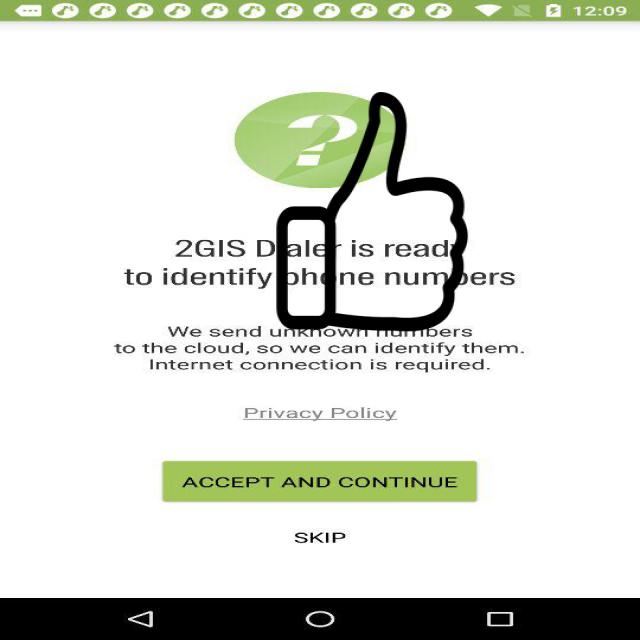 12:09
?
2GIS Dialer is ready
to identify phone numbers
We send unknown numbers
to the cloud, so we can identify them.
Internet connection is required.
Privacy Policy
ACCEPT AND CONTINUE
SKIP